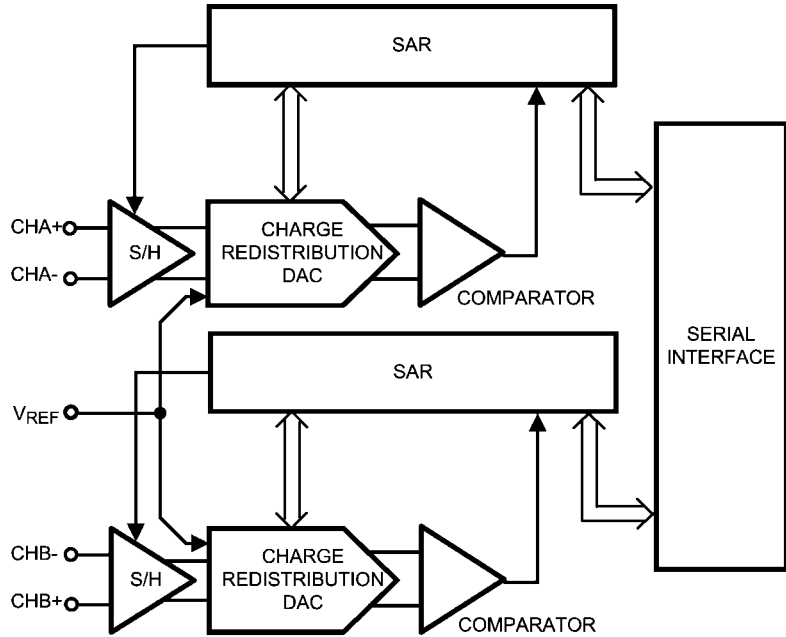 SAR
CHA+
CHA-
S/H
CHARGE
REDISTRIBUTION
DAC
COMPARATOR
SERIAL
INTERFACE
SAR
VREF
CHB-
CHB+
S/H
CHARGE
REDISTRIBUTION
DAC
COMPARATOR